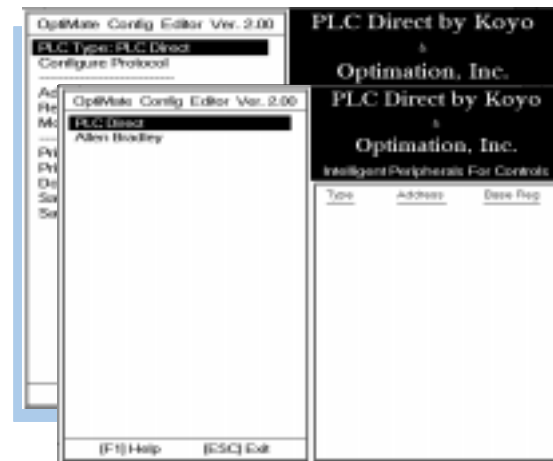 OptiMate Config Editor Ver. 2.00
PLC Type: PLC Direct
Configure Protocol
PLC Direct by Koyo
&
Optimation, Inc.
OptiMate Config Editor Ver. 2.00
PLC Direct
Allen Bradley
PLC Direct by Koyo
&
Optimation, Inc.
Intelligent Peripherals For Controls
Type Address Base Reg
[F1] Help [ESC] Exit